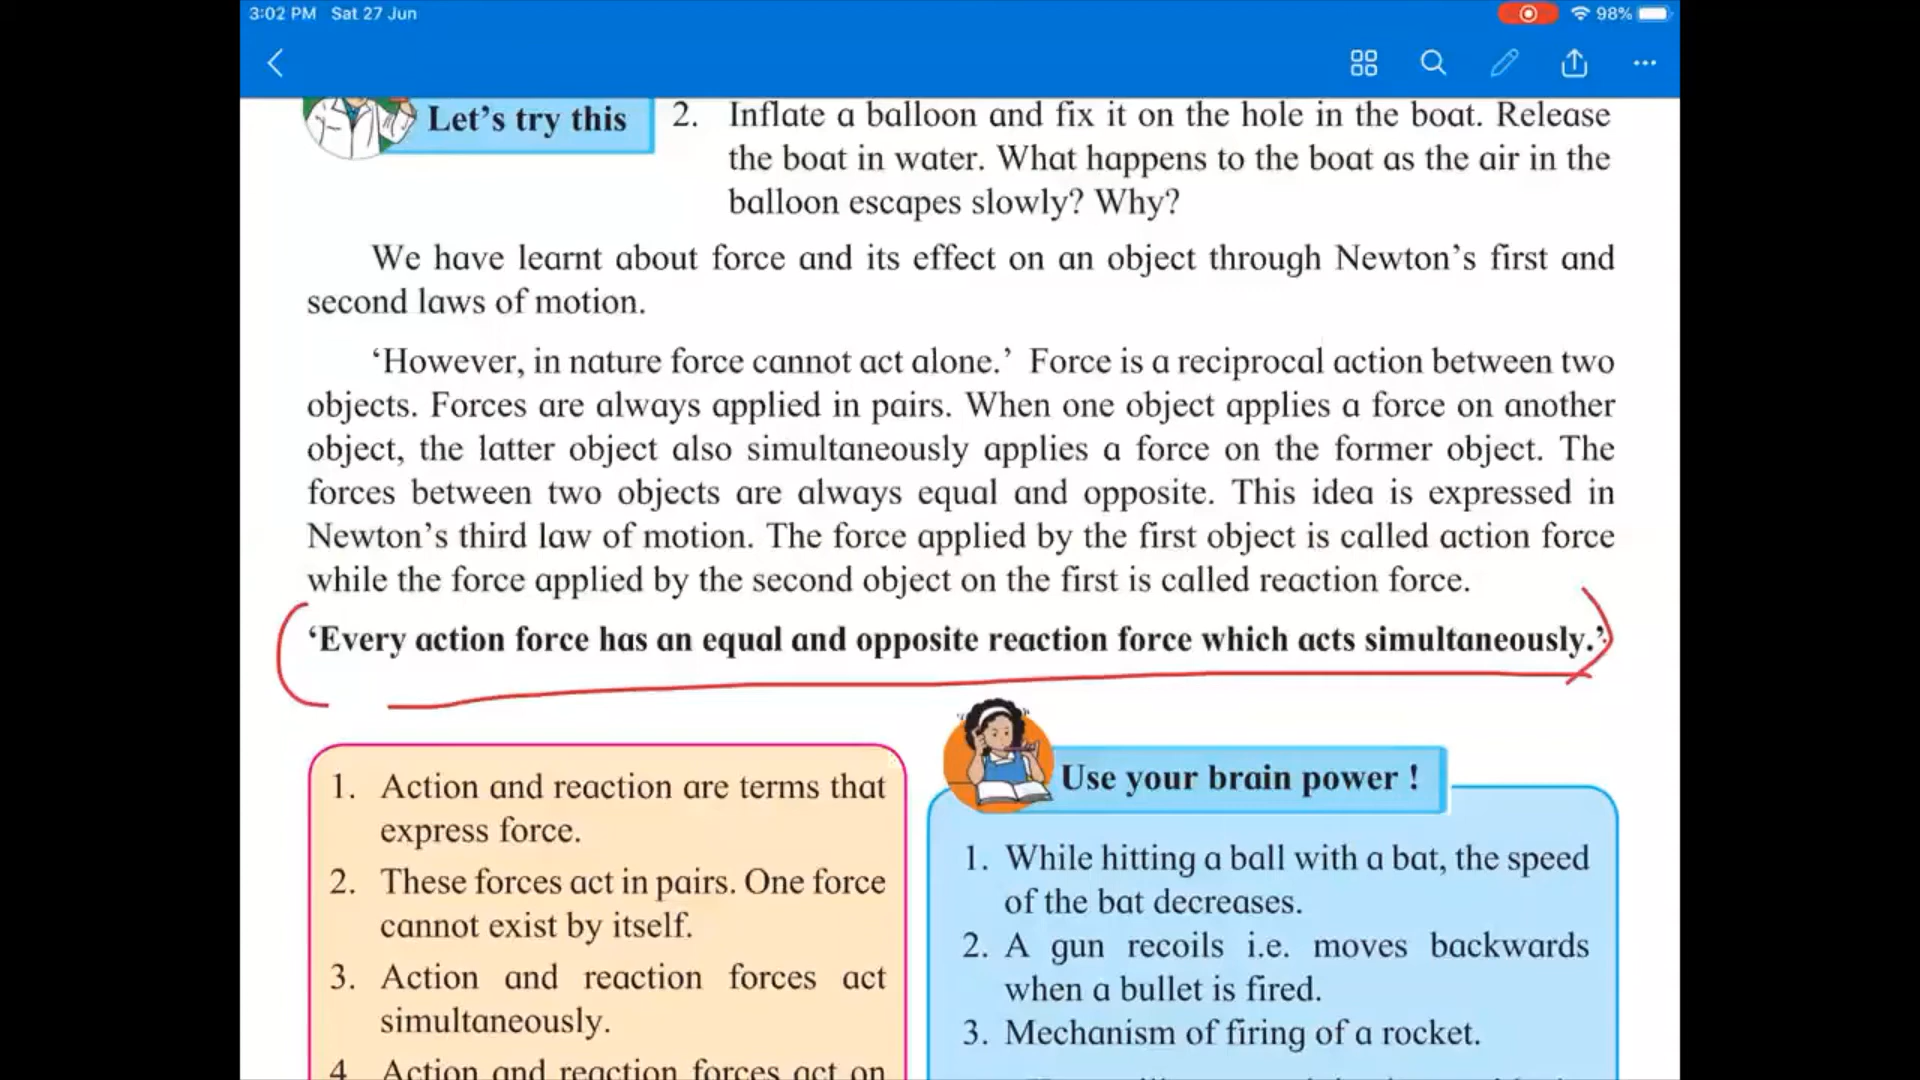 3:02 PM Sat 27 Jun
98%
Let's try this
2. Inflate a balloon and fix it on the hole in the boat. Release
the boat in water. What happens to the boat as the air in the
balloon escapes slowly? Why?
We have learnt about force and its effect on an object through Newton's first and
second laws of motion.
'However, in nature force cannot act alone.' Force is a reciprocal action between two
objects. Forces are always applied in pairs. When one object applies a force on another
object, the latter object also simultaneously applies a force on the former object. The
forces between two objects are always equal and opposite. This idea is expressed in
Newton's third law of motion. The force applied by the first object is called action force
while the force applied by the second object on the first is called reaction force.
'Every action force has an equal and opposite reaction force which acts simultaneously.'
1. Action and reaction are terms that
express force.
2. These forces act in pairs. One force
cannot exist by itself.
3. Action and reaction forces act
simultaneously.
4. Action and reaction forces act on
Use your brain power !
1. While hitting a ball with a bat, the speed
of the bat decreases.
2. A gun recoils i.e. moves backwards
when a bullet is fired.
3. Mechanism of firing of a rocket.